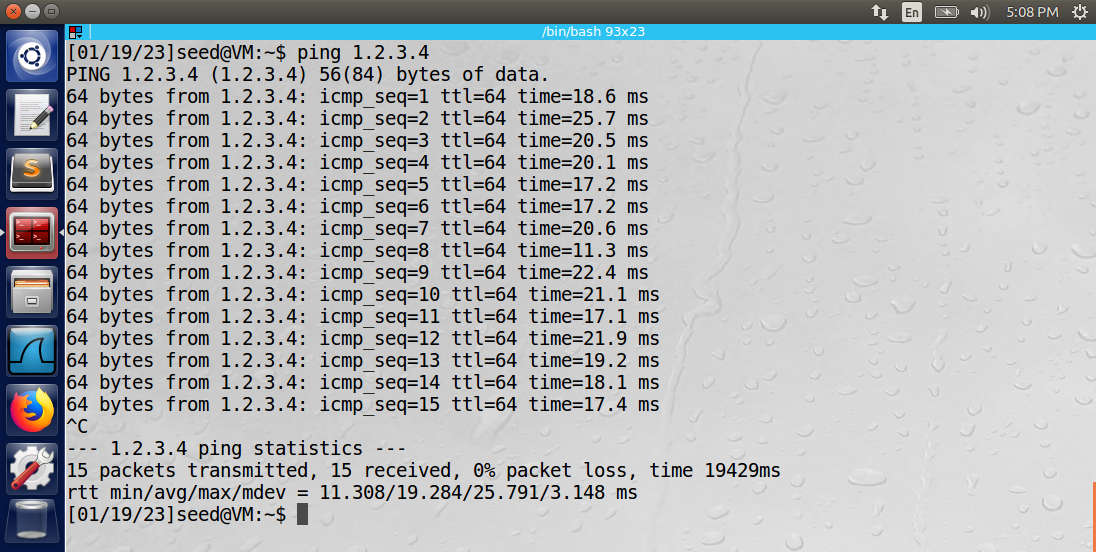 En 5:08 PM
/bin/bash 93x23
[01/19/23]seed@VM:~$ ping 1.2.3.4
PING 1.2.3.4 (1.2.3.4) 56(84) bytes of data.
64 bytes from 1.2.3.4: icmp_seq=1 ttl=64 time=18.6 ms
64 bytes from 1.2.3.4: icmp_seq=2 ttl=64 time=25.7 ms
64 bytes from 1.2.3.4: icmp_seq=3 ttl=64 time=20.5 ms
64 bytes from 1.2.3.4: icmp_seq=4 ttl=64 time=20.1 ms
64 bytes from 1.2.3.4: icmp_seq=5 ttl=64 time=17.2 ms
64 bytes from 1.2.3.4: icmp_seq=6 ttl=64 time=17.2 ms
64 bytes from 1.2.3.4: icmp_seq=7 ttl=64 time=20.6 ms
64 bytes from 1.2.3.4: icmp_seq=8 ttl=64 time=11.3 ms
64 bytes from 1.2.3.4: icmp_seq=9 ttl=64 time=22.4 ms
64 bytes from 1.2.3.4: icmp_seq=10 ttl=64 time=21.1 ms
64 bytes from 1.2.3.4: icmp_seq=11 ttl=64 time=17.1 ms
64 bytes from 1.2.3.4: icmp_seq=12 ttl=64 time=21.9 ms
64 bytes from 1.2.3.4: icmp_seq=13 ttl=64 time=19.2 ms
64 bytes from 1.2.3.4: icmp_seq=14 ttl=64 time=18.1 ms
64 bytes from 1.2.3.4: icmp_seq=15 ttl=64 time=17.4 ms
^C
--- 1.2.3.4 ping statistics ---
15 packets transmitted, 15 received, 0% packet loss, time 19429ms
rtt min/avg/max/mdev = 11.308/19.284/25.791/3.148 ms
[01/19/23]seed@VM:~$